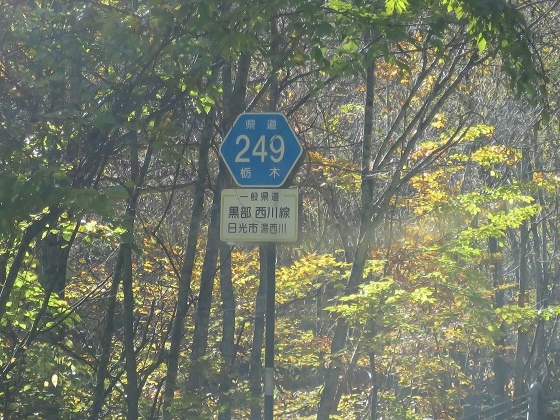 県道
249
栃木
一般県道
黒部 西川線
日光市 湯西川